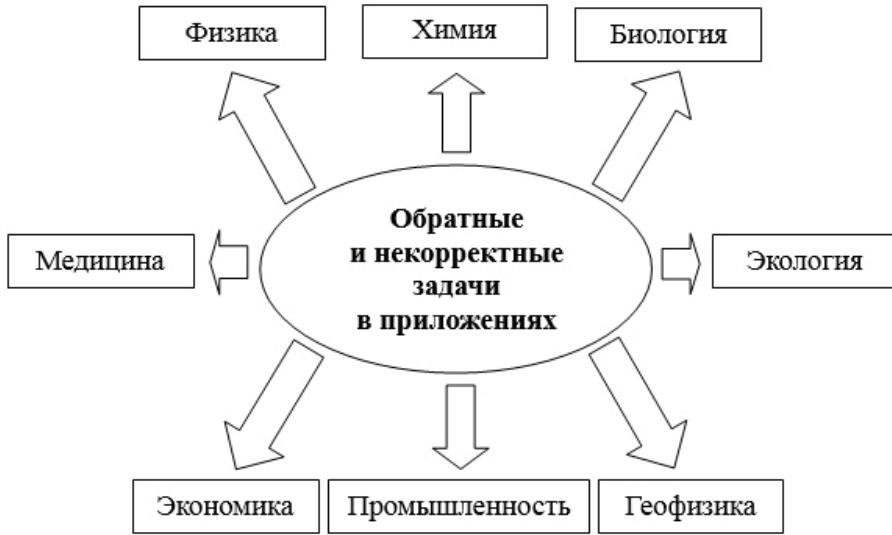 Физика
Химия
Биология
Обратные
и некорректные
задачи
в приложениях
Медицина
Экология
Экономика
Промышленность
Геофизика